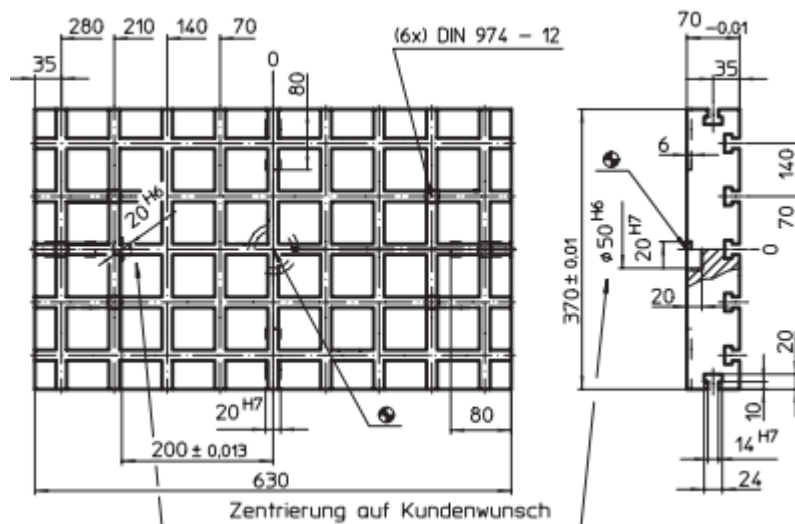 280 210 140 70
(6x) DIN 974 - 12
70 -0,01
35
0
80
35
6
140
20 H6
70
⌀50 H6
20 H7
0
370 ± 0,01
20
20
10
20 H7
80
14 H7
200 ± 0,013
24
630
Zentrierung auf Kundenwunsch